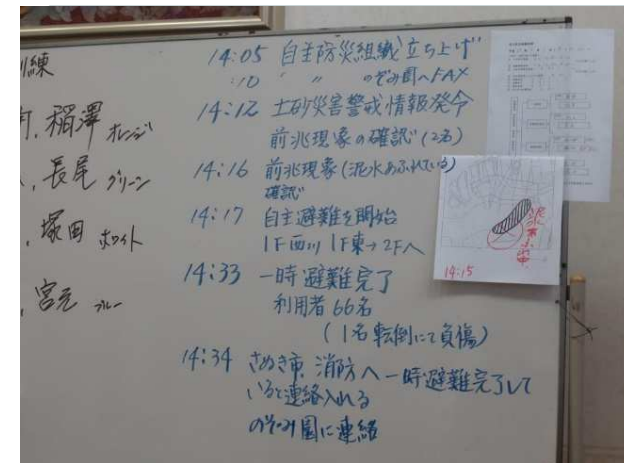 訓練
稲澤 オレンジ
長尾 グリーン
塚田 ホワイト
宮元 ブルー
14:05 自主防災組織立ち上げ
:10 〃 〃 のぞみ園へFAX
14:12 土砂災害警戒情報発令
前兆現象の確認(2名)
14:16 前兆現象(泥水あふれている)
確認
14:17 自主避難を開始
1F西 1F東→2Fへ
14:33 一時避難完了
利用者 66名
(1名転倒にて負傷)
14:34 さぬき市、消防へ一時避難完了して
いると連絡入れる
のぞみ園に連絡
14:15